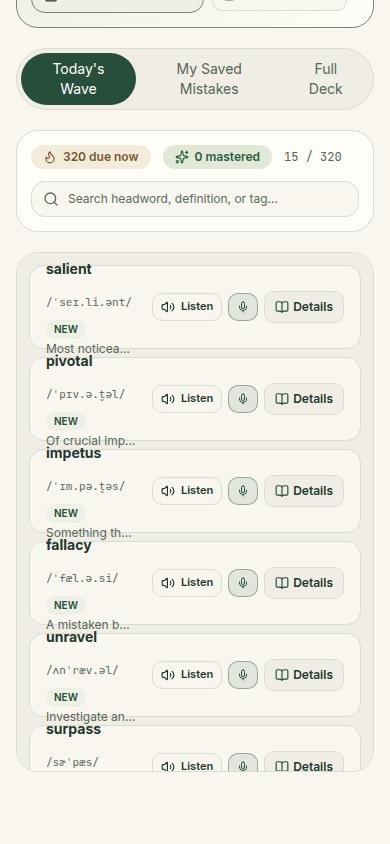 Today's
Wave
My Saved
Mistakes
Full
Deck
320 due now
0 mastered
15 / 320
Search headword, definition, or tag...
salient
/ˈseɪ.li.ənt/
Listen
Details
NEW
Most noticea...
pivotal
/ˈpɪv.ə.t̬əl/
Listen
Details
NEW
Of crucial imp...
impetus
/ˈɪm.pə.t̬əs/
Listen
Details
NEW
Something th...
fallacy
/ˈfæl.ə.si/
Listen
Details
NEW
A mistaken b...
unravel
/ʌnˈræv.əl/
Listen
Details
NEW
Investigate an...
surpass
/sɚˈpæs/
Listen
Details